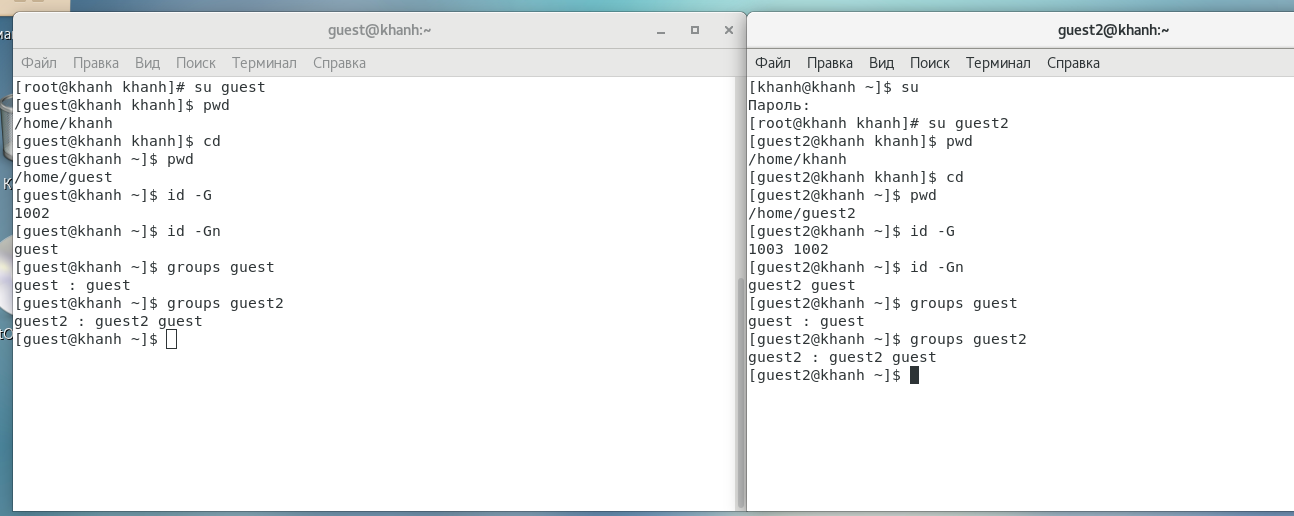 guest@khanh:~
Файл Правка Вид Поиск Терминал Справка
[root@khanh khanh]# su guest
[guest@khanh khanh]$ pwd
/home/khanh
[guest@khanh khanh]$ cd
[guest@khanh ~]$ pwd
/home/guest
[guest@khanh ~]$ id -G
1002
[guest@khanh ~]$ id -Gn
guest
[guest@khanh ~]$ groups guest
guest : guest
[guest@khanh ~]$ groups guest2
guest2 : guest2 guest
[guest@khanh ~]$
guest2@khanh:~
Файл Правка Вид Поиск Терминал Справка
[khanh@khanh ~]$ su
Пароль:
[root@khanh khanh]# su guest2
[guest2@khanh khanh]$ pwd
/home/khanh
[guest2@khanh khanh]$ cd
[guest2@khanh ~]$ pwd
/home/guest2
[guest2@khanh ~]$ id -G
1003 1002
[guest2@khanh ~]$ id -Gn
guest2 guest
[guest2@khanh ~]$ groups guest
guest : guest
[guest2@khanh ~]$ groups guest2
guest2 : guest2 guest
[guest2@khanh ~]$